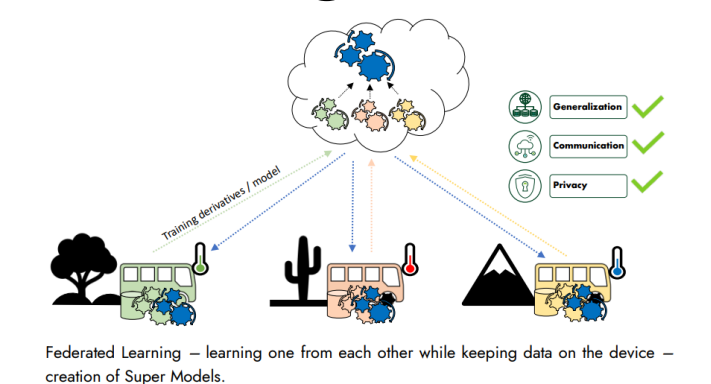 Generalization
Communication
Privacy
Training derivatives / model
Federated Learning – learning one from each other while keeping data on the device –
creation of Super Models.